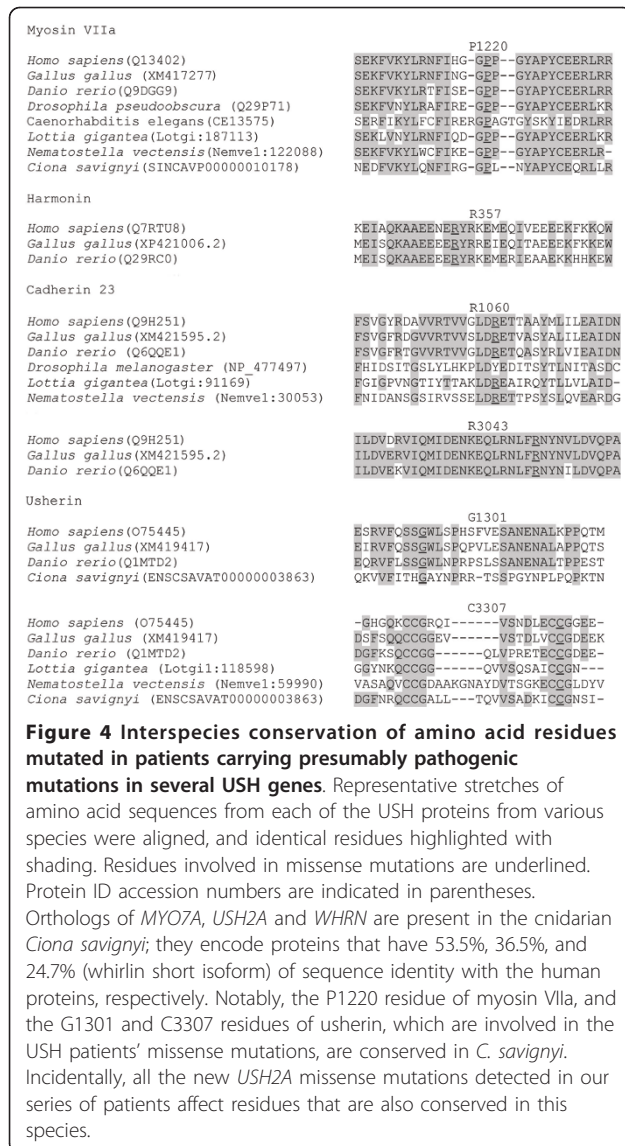 Myosin VIIa
P1220
Homo sapiens(Q13402) SEKFVKYLRNFIHG-GPP--GYAPYCEERLRR
Gallus gallus (XM417277) SEKFVKYLRNFING-GPP--GYAPYCEERLRR
Danio rerio(Q9DGG9) SEKFVKYLRTFISE-GPP--GYAPYCEERLRR
Drosophila pseudoobscura (Q29P71) SEKFVNYLRAFIRE-GPP--GYAPYCEERLKR
Caenorhabditis elegans(CE13575) SERFIKYLFCFIRERGPAGTGYSKYIEDRLRR
Lottia gigantea(Lotgi:187113) SEKLVNYLRNFIQD-GPP--GYAPYCEERLRR
Nematostella vectensis(Nemve1:122088) SEKFVKYLWCFIKE-GPP--GYAPYCEERLR-
Ciona savignyi(SINCAVP00000010178) NEDFVKYLQNFIRG-GPL--NYAPYCEQRLLR
Harmonin
R357
Homo sapiens(Q7RTU8) KEIAQKAAEENERYRKEMEQIVEEEEKFKKQW
Gallus gallus(XP421006.2) MEISQKAAEEEERYRREIEQITAEEEKFKKEW
Danio rerio(Q29RC0) MEISQKAAEEEERYRKEMERIEAAEKKHHKEW
Cadherin 23
R1060
Homo sapiens(Q9H251) FSVGYRDAVVRTVVGLDRETTAAYMLILEAIDN
Gallus gallus(XM421595.2) FSVGFRDGVVRTVVSLDRETVASYALILEAIDN
Danio rerio (Q6QQE1) FSVGFRTGVVRTVVGLDRETQASYRLVIEAIDN
Drosophila melanogaster (NP_477497) FHIDSITGSLYLHKPLDYEDITSYTLNITASDC
Lottia gigantea(Lotgi:91169) FGIGPVNGTIYTTAKLDREAIRQYTLLVLAID-
Nematostella vectensis (Nemve1:30053) FNIDANSGSIRVSSELDRETTPSYSLQVEARDG
R3043
Homo sapiens(Q9H251) ILDVDRVIQMIDENKEQLRNLFRNYNVLDVQPA
Gallus gallus(XM421595.2) ILDVERVIQMIDENKEQLRNLFRNYNVLDVQPA
Danio rerio(Q6QQE1) ILDVEKVIQMIDENKEQLRNLFRNYNILDVQPA
Usherin
G1301
Homo sapiens(O75445) ESRVFQSSGWLSPHSFVESANENALKPPQTM
Gallus gallus(XM419417) EIRVFQSSGWLSPQPVLESANENALAPPQTS
Danio rerio(Q1MTD2) EQRVFLSSGWLNPRPSLSSANENALTPPEST
Ciona savignyi(ENSCSAVAT00000003863) QKVVFITHGAYNPRR-TSSPGYNPLPQPKTN
C3307
Homo sapiens (O75445) -GHGQKCCGRQI------VSNDLECCGGEE-
Gallus gallus (XM419417) DSFSQQCCGGEV------VSTDLVCCGDEEK
Danio rerio (Q1MTD2) DGFKSQCCGG--------QLVPRETECCGDEEK
Lottia gigantea (Lotgi1:118598) GGYNKQCCGG------QVVSQSAICCGN---
Nematostella vectensis (Nemve1:59990) VASAQVCCGDAAKGNAYDVTSGKECCGLDYV
Ciona savignyi (ENSCSAVAT00000003863) DGFNRQCCGALL---TQVVSADKICCGNSI-
Figure 4 Interspecies conservation of amino acid residues
mutated in patients carrying presumably pathogenic
mutations in several USH genes. Representative stretches of
amino acid sequences from each of the USH proteins from various
species were aligned, and identical residues highlighted with
shading. Residues involved in missense mutations are underlined.
Protein ID accession numbers are indicated in parentheses.
Orthologs of MYO7A, USH2A and WHRN are present in the cnidarian
Ciona savignyi; they encode proteins that have 53.5%, 36.5%, and
24.7% (whirlin short isoform) of sequence identity with the human
proteins, respectively. Notably, the P1220 residue of myosin VIIa, and
the G1301 and C3307 residues of usherin, which are involved in the
USH patients' missense mutations, are conserved in C. savignyi.
Incidentally, all the new USH2A missense mutations detected in our
series of patients affect residues that are also conserved in this
species.